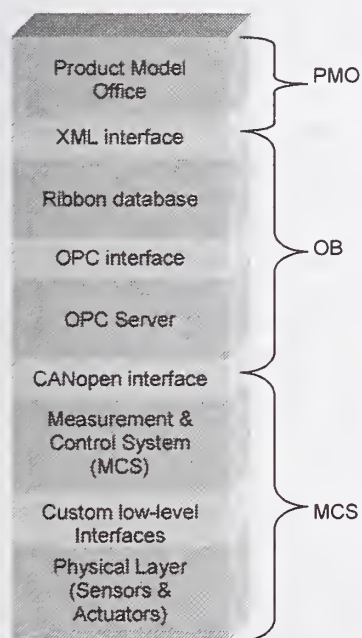 Product Model
Office
PMO
XML interface
Ribbon database
OPC interface
OB
OPC Server
CANopen interface
Measurement &
Control System
(MCS)
Custom low-level
Interfaces
MCS
Physical Layer
(Sensors &
Actuators)